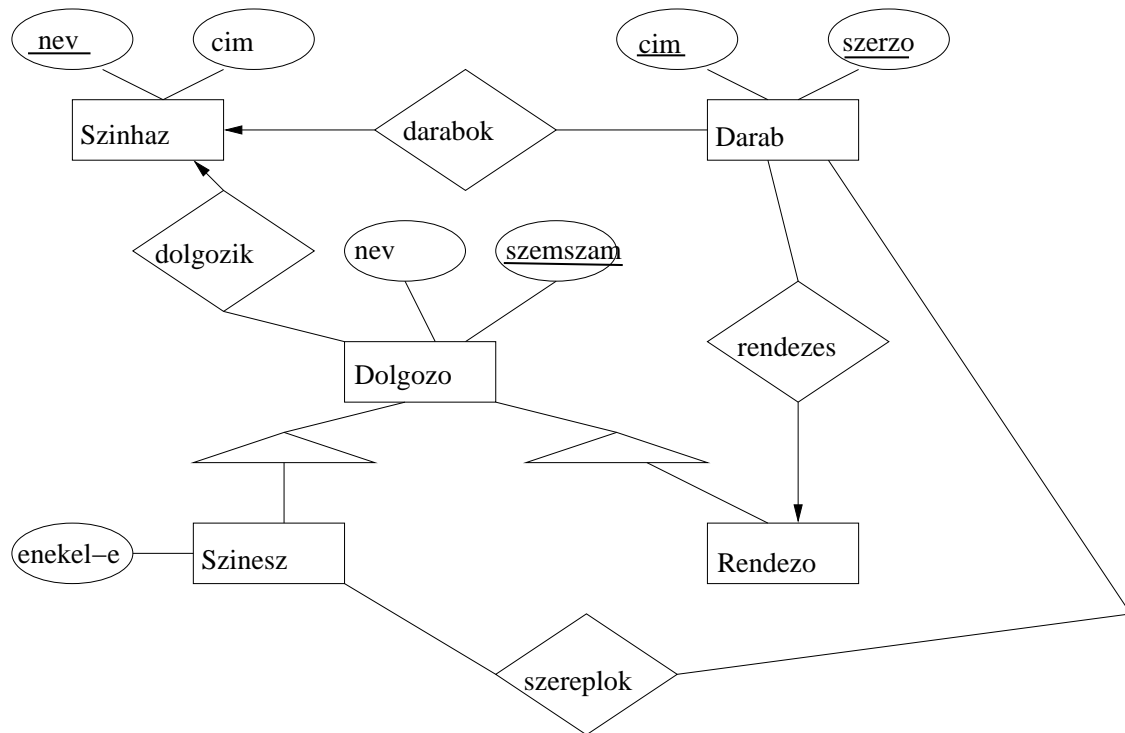 nev
cim
cim
szerzo
Szinhaz
darabok
Darab
dolgozik
nev
szemszam
rendezes
Dolgozo
enekel−e
Szinesz
Rendezo
szereplok